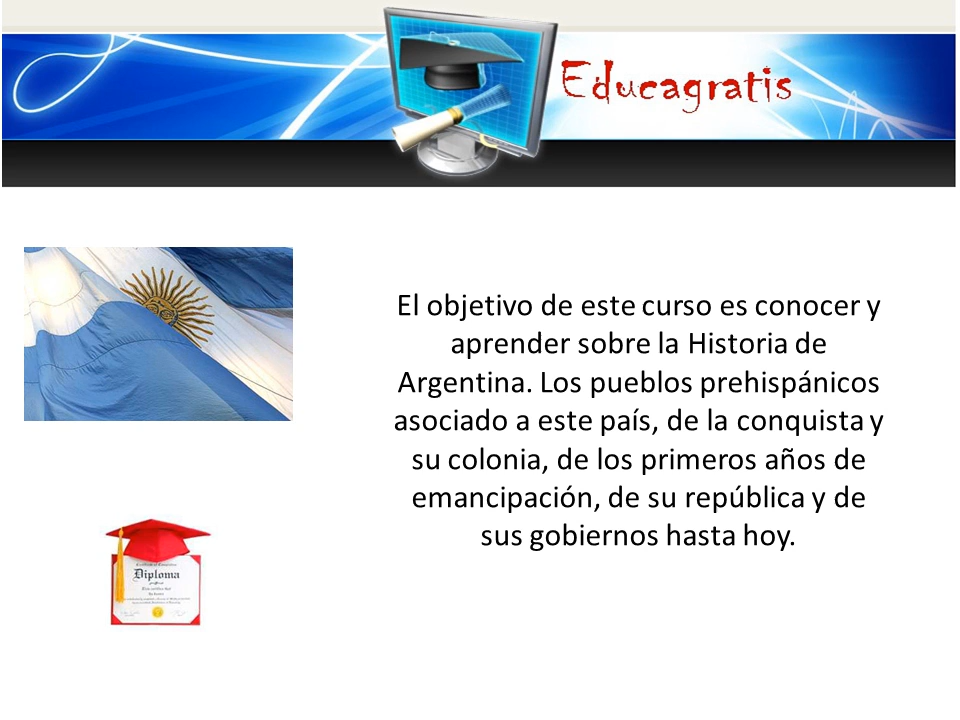 Educagratis
El objetivo de este curso es conocer y
aprender sobre la Historia de
Argentina. Los pueblos prehispánicos
asociado a este país, de la conquista y
su colonia, de los primeros años de
emancipación, de su república y de
sus gobiernos hasta hoy.
Diploma